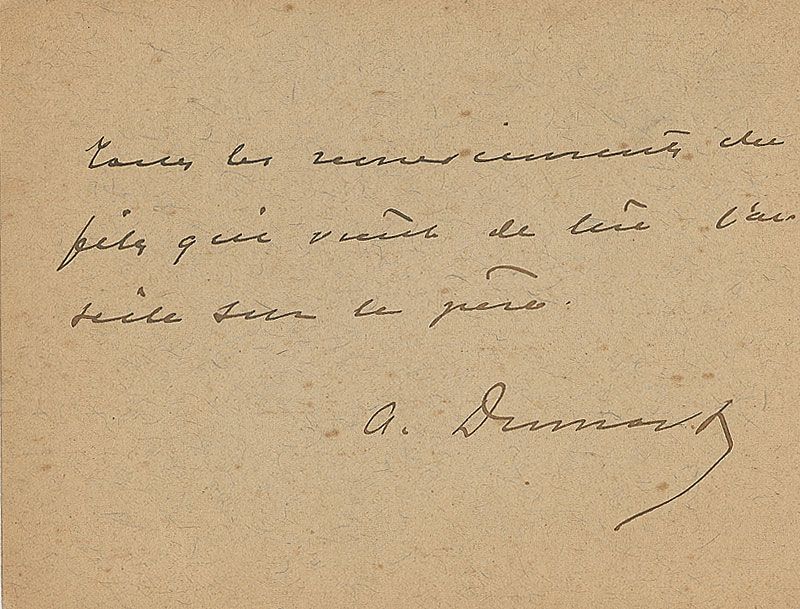 Tous les remerciements du
fils qui vient de lire l'ar
ticle sur le père.
A. Dumas f